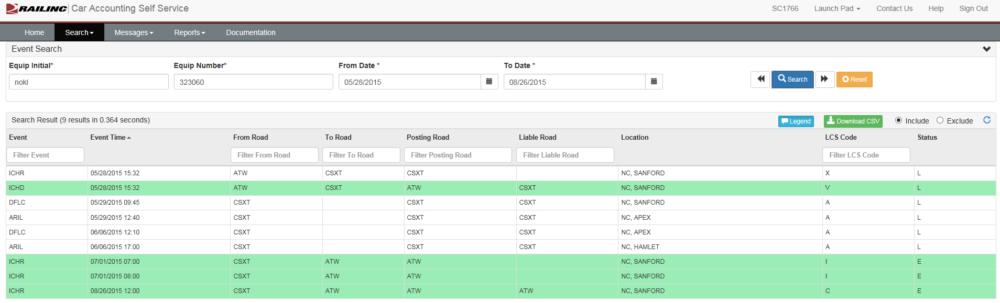 RAILINC Car Accounting Self Service SC1766 Launch Pad Contact Us Help Sign Out
Home Search Messages Reports Documentation
Event Search
Equip Initial* Equip Number* From Date * To Date *
nokl 323060 05/28/2015 08/26/2015 Search Reset
Search Result (9 results in 0.364 seconds) Legend Download CSV Include Exclude
Event Event Time From Road To Road Posting Road Liable Road Location LCS Code Status
Filter Event Filter From Road Filter To Road Filter Posting Road Filter Liable Road Filter LCS Code
ICHR 05/28/2015 15:32 ATW CSXT CSXT NC, SANFORD X L
ICHD 05/28/2015 15:32 ATW CSXT ATW CSXT NC, SANFORD V L
DFLC 05/29/2015 09:45 CSXT CSXT CSXT NC, SANFORD A L
ARIL 05/29/2015 12:40 CSXT CSXT CSXT NC, APEX A L
DFLC 06/06/2015 12:10 CSXT CSXT CSXT NC, APEX A L
ARIL 06/06/2015 17:00 CSXT CSXT CSXT NC, HAMLET A L
ICHR 07/01/2015 07:00 CSXT ATW ATW NC, SANFORD I E
ICHR 07/01/2015 08:00 CSXT ATW ATW NC, SANFORD I E
ICHR 08/26/2015 12:00 CSXT ATW ATW ATW NC, SANFORD C E